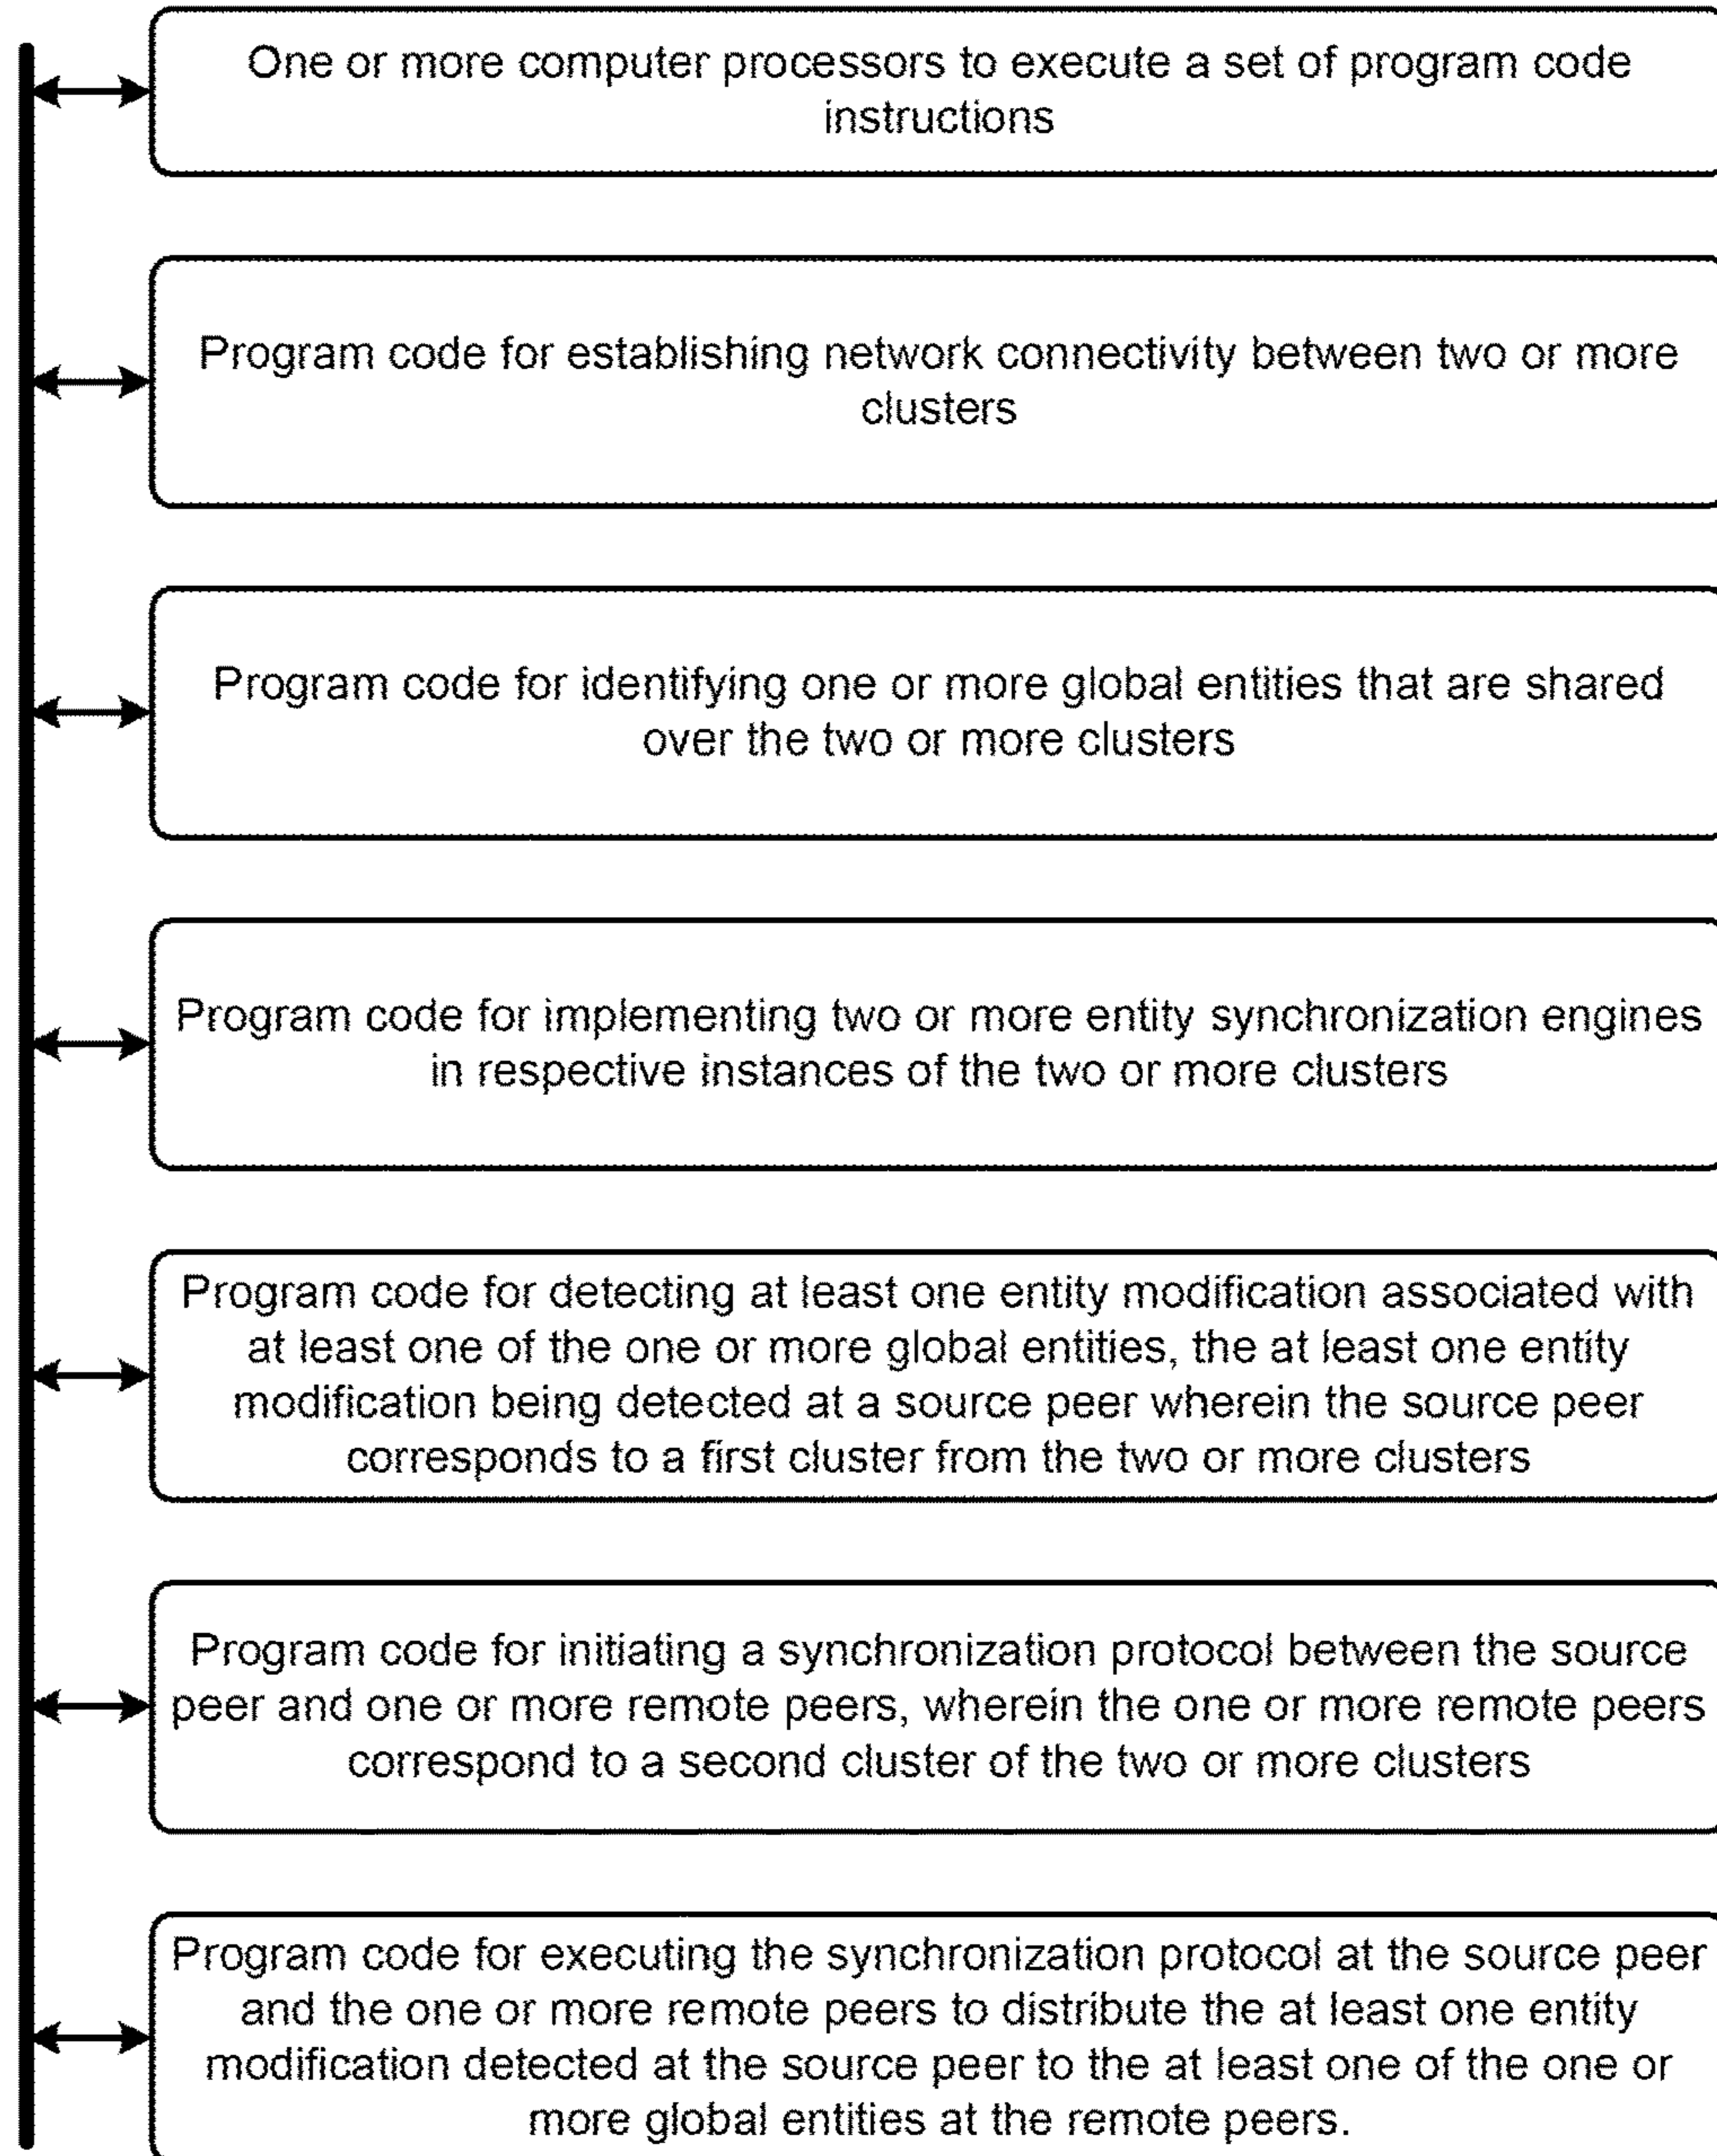 One or more computer processors to execute a set of program code
instructions
Program code for establishing network connectivity between two or more
clusters
Program code for identifying one or more global entities that are shared
over the two or more clusters
Program code for implementing two or more entity synchronization engines
in respective instances of the two or more clusters
Program code for detecting at least one entity modification associated with
at least one of the one or more global entities, the at least one entity
modification being detected at a source peer wherein the source peer
corresponds to a first cluster from the two or more clusters
Program code for initiating a synchronization protocol between the source
peer and one or more remote peers, wherein the one or more remote peers
correspond to a second cluster of the two or more clusters
Program code for executing the synchronization protocol at the source peer
and the one or more remote peers to distribute the at least one entity
modification detected at the source peer to the at least one of the one or
more global entities at the remote peers.